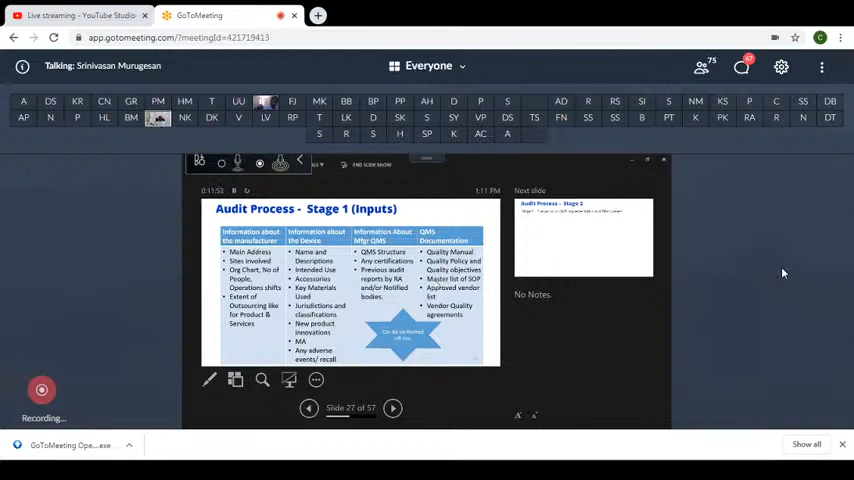 Live streaming - YouTube Studio
GoToMeeting
app.gotomeeting.com/?meetingId=421719413
C
Talking: Srinivasan Murugesan
Everyone
75
67
A DS KR CN GR PM HM T UU FJ MK BB BP PP AH D P S AD R RS SI S NM KS P C SS DB
AP N P HL BM NK DK V LV RP T LK D SK S SY VP DS TS FN SS SS B PT K PK RA R N DT
S R S H SP K AC A
END SLIDE SHOW
0:11:53
1:11 PM
Next slide
Audit Process - Stage 1 (Inputs)
Information about the manufacturer
• Main Address
• Sites involved
• Org Chart, No of
People,
Operations shifts
• Extent of
Outsourcing like
for Product &
Services
Information about
the Device
• Name and
Descriptions
• Intended Use
• Accessories
• Key Materials
Used
• Jurisdictions and
classifications
• New product
innovations
• MA
• Any adverse
events/ recall
Information About
Mfgr QMS
• QMS Structure
• Any certifications
• Previous audit
reports by RA
and/or Notified
bodies.
QMS
Documentation
• Quality Manual
• Quality Policy and
Quality objectives
• Master list of SOP
• Approved vendor
list
• Vendor Quality
agreements
Can be performed
off site.
Audit Process - Stage 2
No Notes.
Slide 27 of 57
A A
Recording...
GoToMeeting Ope....exe
Show all